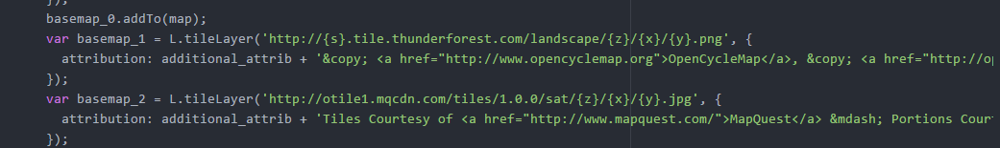 });
basemap_0.addTo(map);
var basemap_1 = L.tileLayer('http://{s}.tile.thunderforest.com/landscape/{z}/{x}/{y}.png', {
attribution: additional_attrib + '&copy; <a href="http://www.opencyclemap.org">OpenCycleMap</a>, &copy; <a href="http://op
});
var basemap_2 = L.tileLayer('http://otile1.mqcdn.com/tiles/1.0.0/sat/{z}/{x}/{y}.jpg', {
attribution: additional_attrib + 'Tiles Courtesy of <a href="http://www.mapquest.com/">MapQuest</a> &mdash; Portions Cour
});